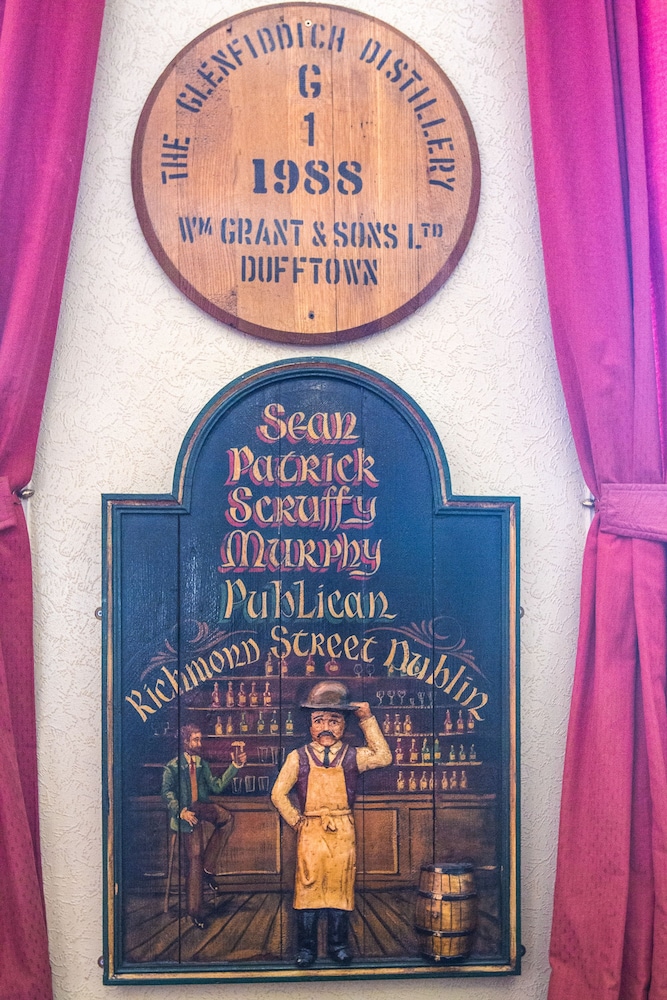 THE GLENFIDDICH DISTILLERY
G
1
1988
WM GRANT & SONS LTD
DUFFTOWN
Sean
Patrick
Scruffy
Murphy
Publican
Richmond Street Dublin